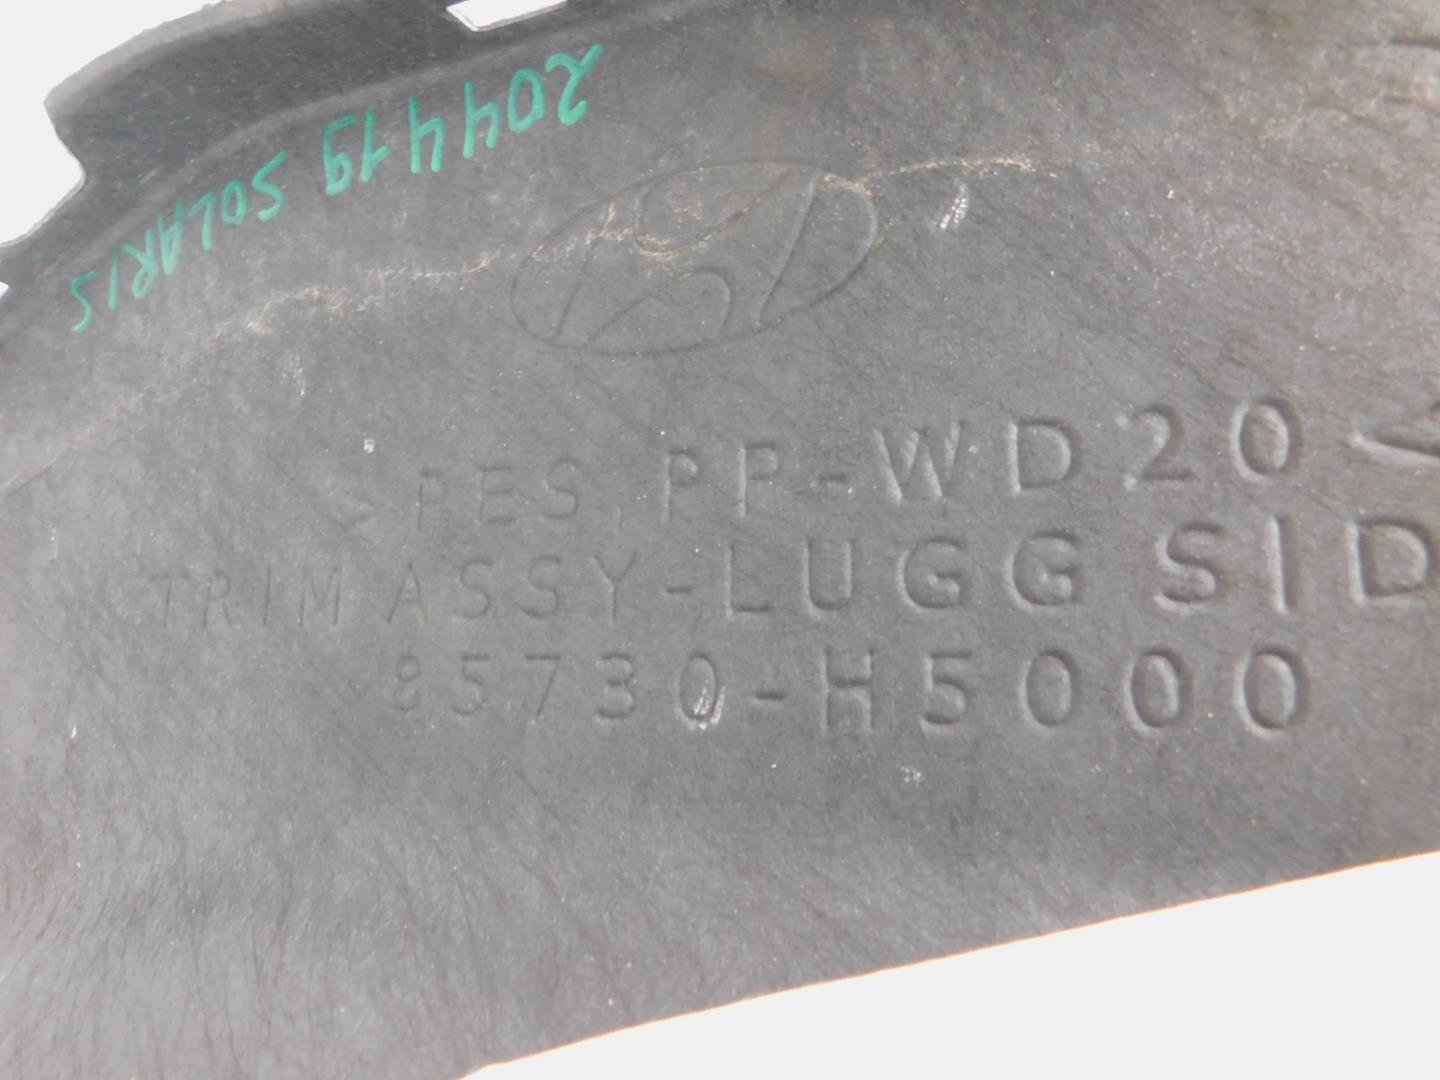 204419 SOLARIS
>PES, PP-WD20<
TRIM ASSY-LUGG SID
85730-H5000